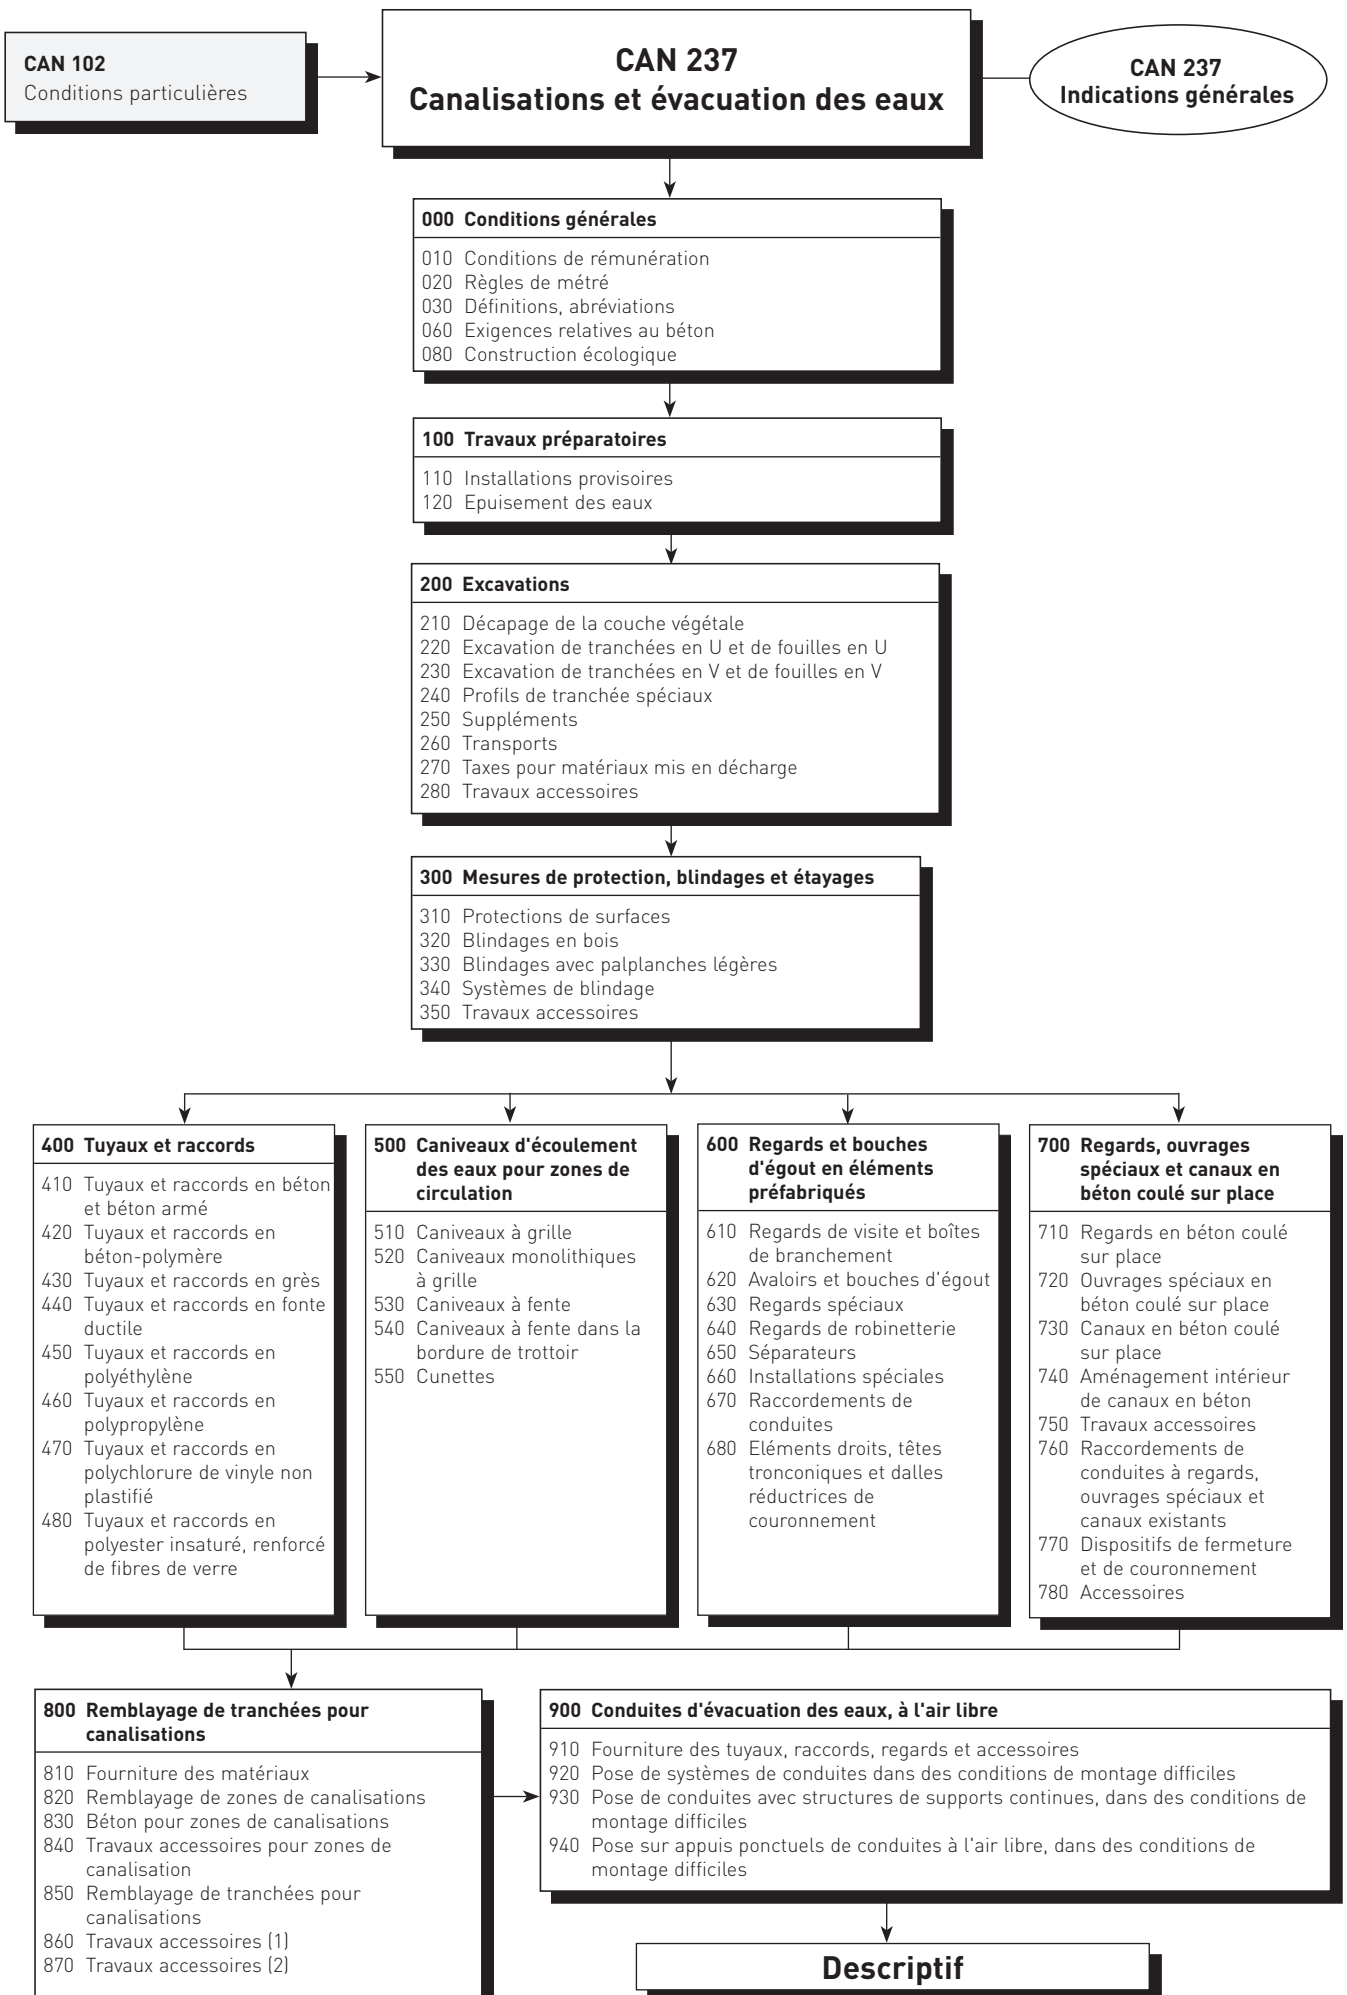 CAN 102
Conditions particulières
CAN 237
Canalisations et évacuation des eaux
CAN 237
Indications générales
000 Conditions générales
010 Conditions de rémunération
020 Règles de métré
030 Définitions, abréviations
060 Exigences relatives au béton
080 Construction écologique
100 Travaux préparatoires
110 Installations provisoires
120 Epuisement des eaux
200 Excavations
210 Décapage de la couche végétale
220 Excavation de tranchées en U et de fouilles en U
230 Excavation de tranchées en V et de fouilles en V
240 Profils de tranchée spéciaux
250 Suppléments
260 Transports
270 Taxes pour matériaux mis en décharge
280 Travaux accessoires
300 Mesures de protection, blindages et étayages
310 Protections de surfaces
320 Blindages en bois
330 Blindages avec palplanches légères
340 Systèmes de blindage
350 Travaux accessoires
400 Tuyaux et raccords
410 Tuyaux et raccords en béton
et béton armé
420 Tuyaux et raccords en
béton-polymère
430 Tuyaux et raccords en grès
440 Tuyaux et raccords en fonte
ductile
450 Tuyaux et raccords en
polyéthylène
460 Tuyaux et raccords en
polypropylène
470 Tuyaux et raccords en
polychlorure de vinyle non
plastifié
480 Tuyaux et raccords en
polyester insaturé, renforcé
de fibres de verre
500 Caniveaux d'écoulement
des eaux pour zones de
circulation
510 Caniveaux à grille
520 Caniveaux monolithiques
à grille
530 Caniveaux à fente
540 Caniveaux à fente dans la
bordure de trottoir
550 Cunettes
600 Regards et bouches
d'égout en éléments
préfabriqués
610 Regards de visite et boîtes
de branchement
620 Avaloirs et bouches d'égout
630 Regards spéciaux
640 Regards de robinetterie
650 Séparateurs
660 Installations spéciales
670 Raccordements de
conduites
680 Eléments droits, têtes
tronconiques et dalles
réductrices de
couronnement
700 Regards, ouvrages
spéciaux et canaux en
béton coulé sur place
710 Regards en béton coulé
sur place
720 Ouvrages spéciaux en
béton coulé sur place
730 Canaux en béton coulé
sur place
740 Aménagement intérieur
de canaux en béton
750 Travaux accessoires
760 Raccordements de
conduites à regards,
ouvrages spéciaux et
canaux existants
770 Dispositifs de fermeture
et de couronnement
780 Accessoires
800 Remblayage de tranchées pour
canalisations
810 Fourniture des matériaux
820 Remblayage de zones de canalisations
830 Béton pour zones de canalisations
840 Travaux accessoires pour zones de
canalisation
850 Remblayage de tranchées pour
canalisations
860 Travaux accessoires (1)
870 Travaux accessoires (2)
900 Conduites d'évacuation des eaux, à l'air libre
910 Fourniture des tuyaux, raccords, regards et accessoires
920 Pose de systèmes de conduites dans des conditions de montage difficiles
930 Pose de conduites avec structures de supports continues, dans des conditions de
montage difficiles
940 Pose sur appuis ponctuels de conduites à l'air libre, dans des conditions de
montage difficiles
Descriptif